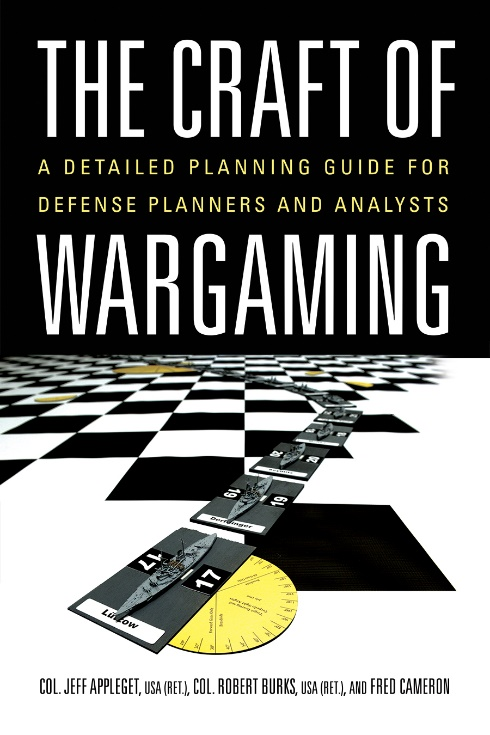 THE CRAFT OF
A DETAILED PLANNING GUIDE FOR
DEFENSE PLANNERS AND ANALYSTS
WARGAMING
19
19
Derfflinger
17
17
Lützow
COL. JEFF APPLEGET, USA (RET.), COL. ROBERT BURKS, USA (RET.), AND FRED CAMERON